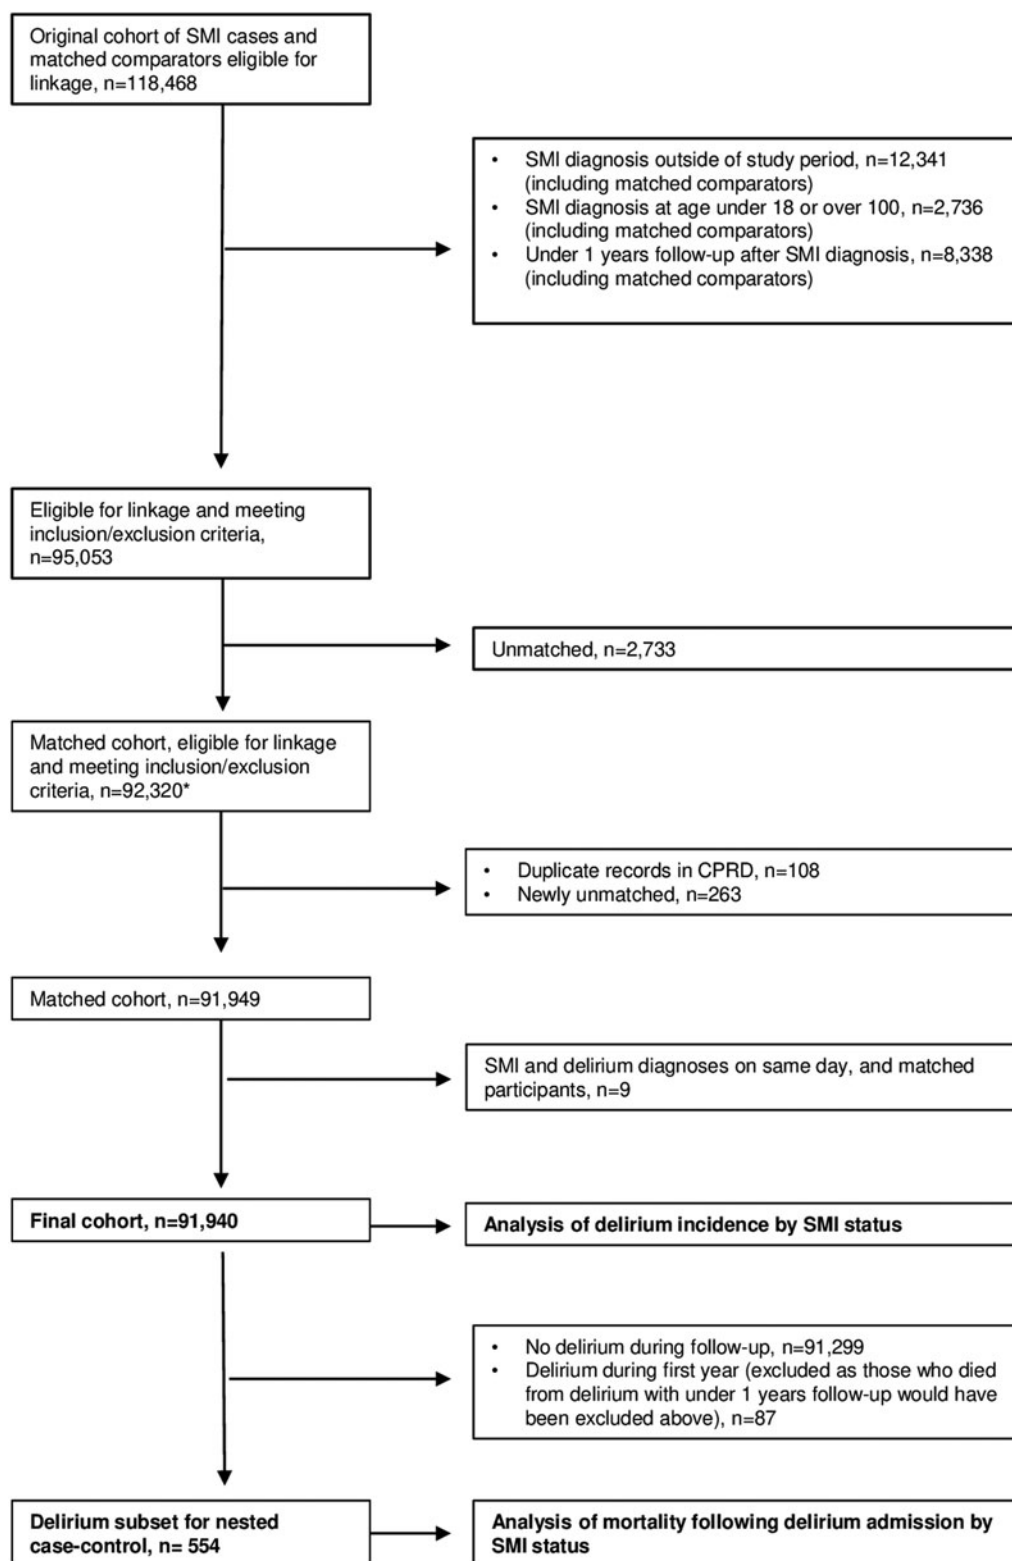 Original cohort of SMI cases and
matched comparators eligible for
linkage, n=118,468
• SMI diagnosis outside of study period, n=12,341
(including matched comparators)
• SMI diagnosis at age under 18 or over 100, n=2,736
(including matched comparators)
• Under 1 years follow-up after SMI diagnosis, n=8,338
(including matched comparators)
Eligible for linkage and meeting
inclusion/exclusion criteria,
n=95,053
Unmatched, n=2,733
Matched cohort, eligible for linkage
and meeting inclusion/exclusion
criteria, n=92,320*
• Duplicate records in CPRD, n=108
• Newly unmatched, n=263
Matched cohort, n=91,949
SMI and delirium diagnoses on same day, and matched
participants, n=9
Final cohort, n=91,940
Analysis of delirium incidence by SMI status
• No delirium during follow-up, n=91,299
• Delirium during first year (excluded as those who died
from delirium with under 1 years follow-up would have
been excluded above), n=87
Delirium subset for nested
case-control, n= 554
Analysis of mortality following delirium admission by
SMI status